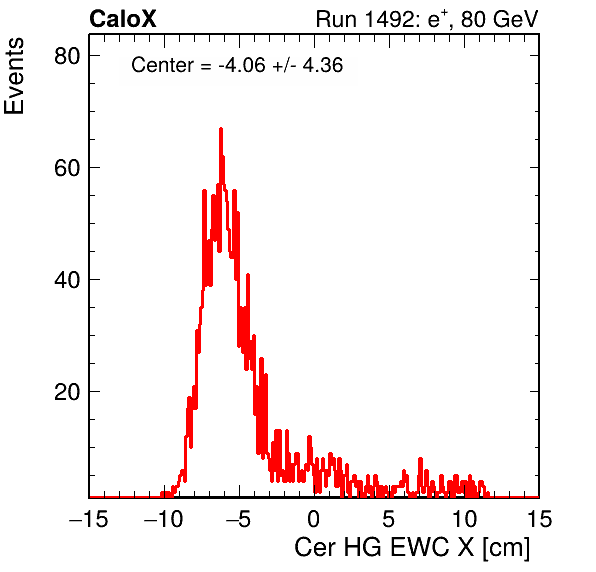 CaloX Run 1492: e⁺, 80 GeV
Center = -4.06 +/- 4.36
Events
80
60
40
20
−15 −10 −5 0 5 10 15
Cer HG EWC X [cm]